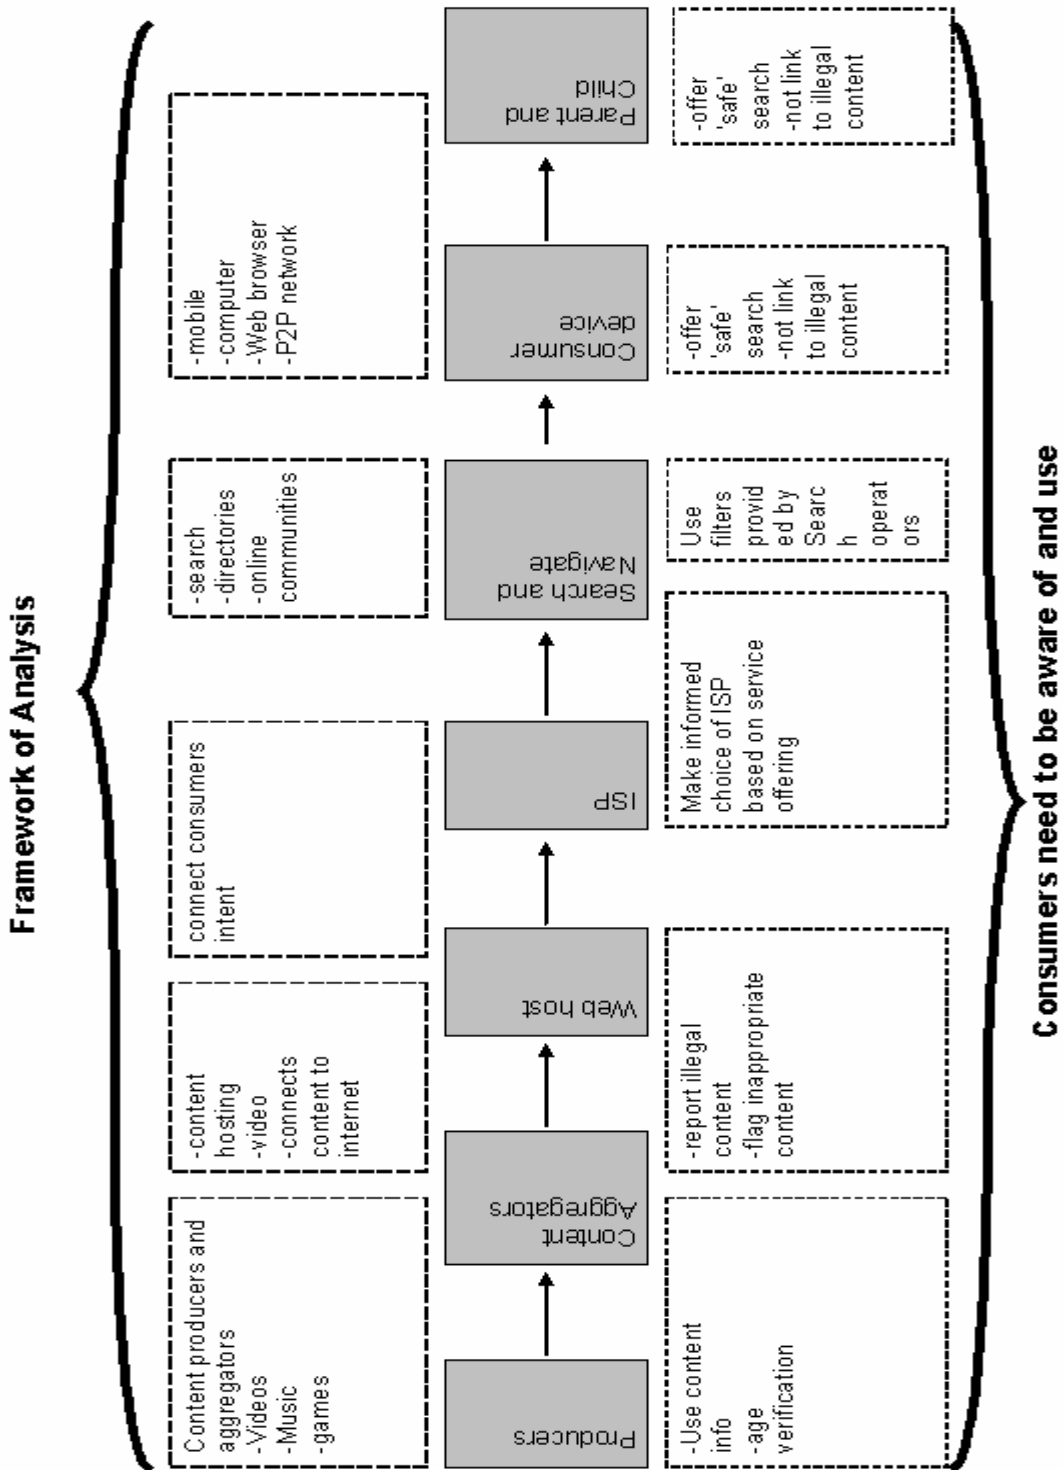 Framework of Analysis
Content producers and
aggregators
-Videos
-Music
-games
-content
hosting
-video
-connects
content to
internet
connect consumers
intent
-search
-directories
-online
communities
-mobile
-computer
-Web browser
-P2P network
Producers
Content
Aggregators
Web host
ISP
Search and
Navigate
Consumer
device
Parent and
Child
-Use content
info
-age
verification
-report illegal
content
-flag inappropriate
content
Make informed
choice of ISP
based on service
offering
Use
filters
provid
ed by
Searc
h
operat
ors
-offer
'safe'
search
-not link
to illegal
content
-offer
'safe'
search
-not link
to illegal
content
Consumers need to be aware of and use